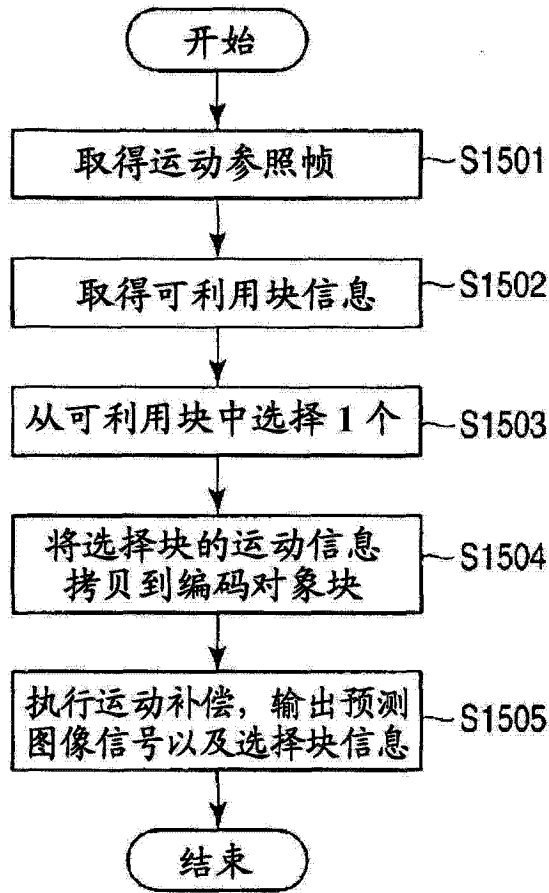 开始
取得运动参照帧
S1501
取得可利用块信息
S1502
从可利用块中选择 1 个
S1503
将选择块的运动信息
拷贝到编码对象块
S1504
执行运动补偿，输出预测
图像信号以及选择块信息
S1505
结束